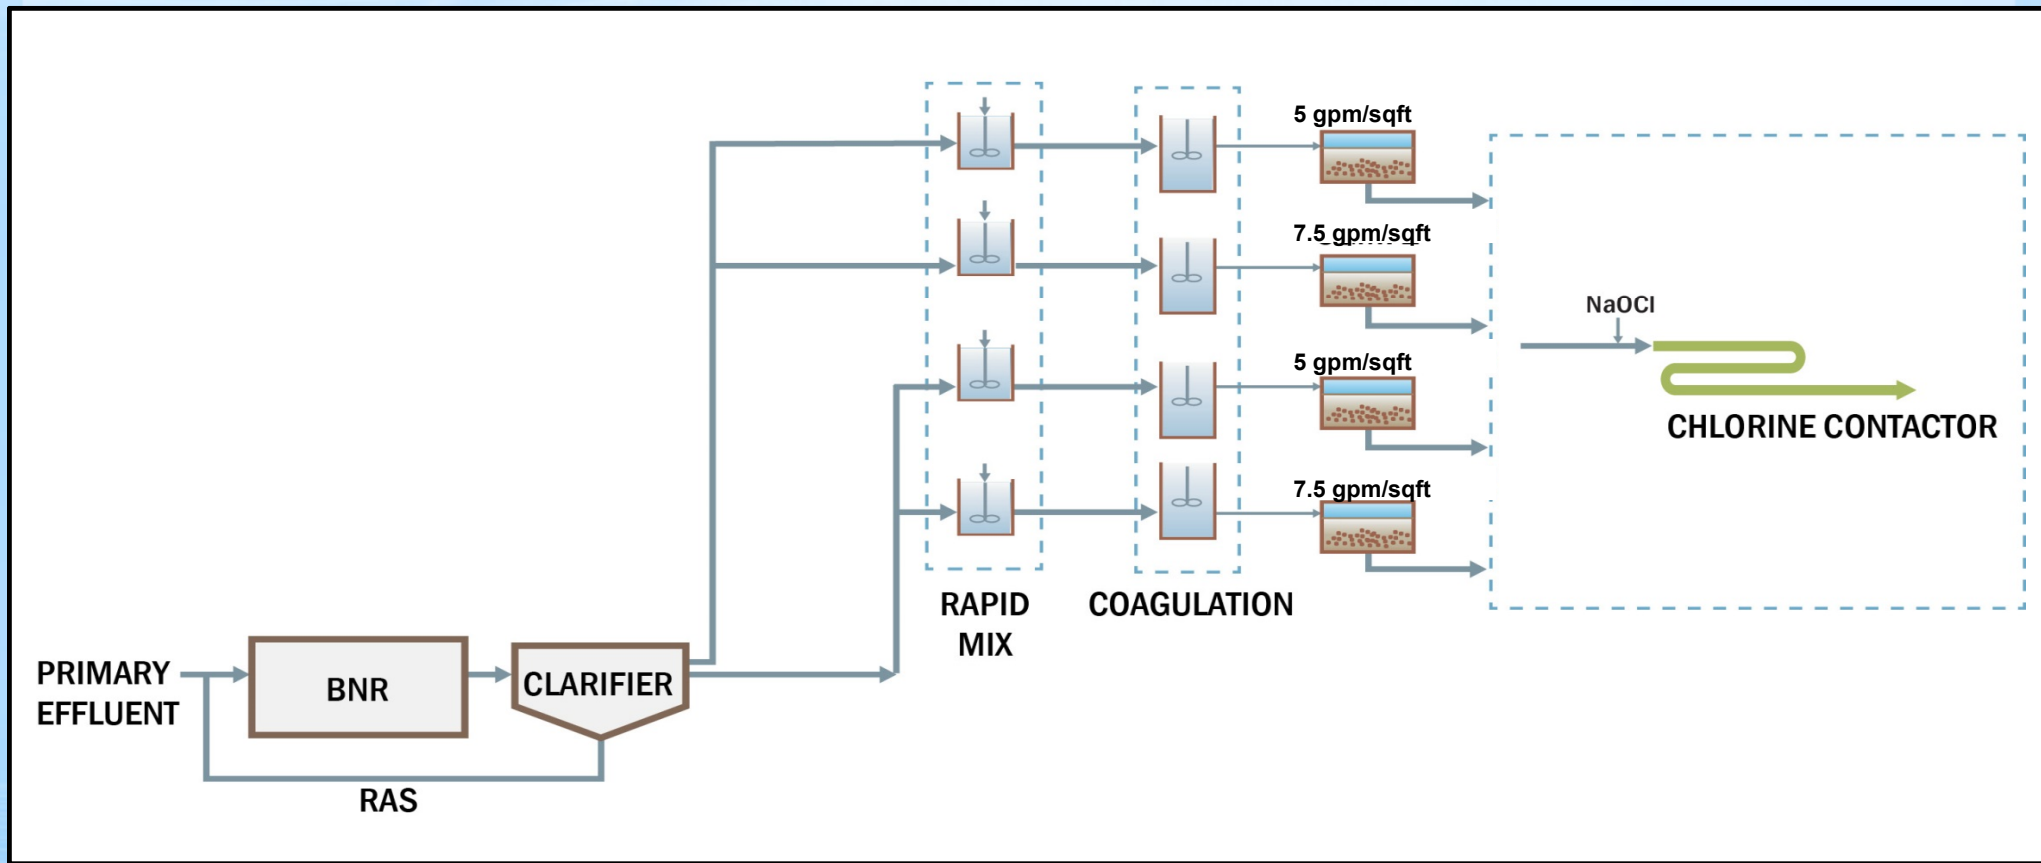 5 gpm/sqft
7.5 gpm/sqft
NaOCl
5 gpm/sqft
CHLORINE CONTACTOR
7.5 gpm/sqft
RAPID
MIX
COAGULATION
PRIMARY
EFFLUENT
BNR
CLARIFIER
RAS